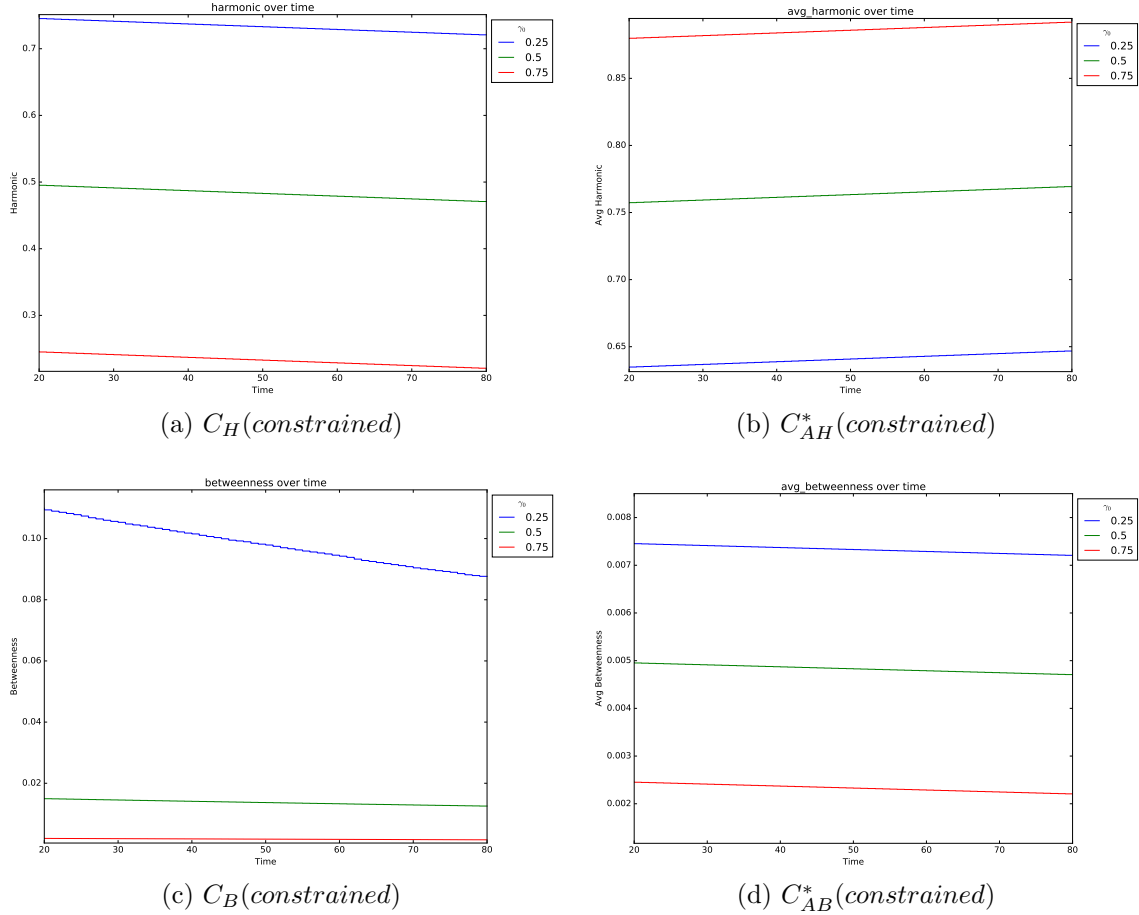 harmonic over time
0.7
0.6
0.5
0.4
0.3
Harmonic
20 30 40 50 60 70 80
Time
γ₀
0.25
0.5
0.75
(a) C_H(constrained)
avg_harmonic over time
0.85
0.80
0.75
0.70
0.65
Avg Harmonic
20 30 40 50 60 70 80
Time
γ₀
0.25
0.5
0.75
(b) C*_AH(constrained)
betweenness over time
0.10
0.08
0.06
0.04
0.02
Betweenness
20 30 40 50 60 70 80
Time
γ₀
0.25
0.5
0.75
(c) C_B(constrained)
avg_betweenness over time
0.008
0.007
0.006
0.005
0.004
0.003
0.002
Avg Betweenness
20 30 40 50 60 70 80
Time
γ₀
0.25
0.5
0.75
(d) C*_AB(constrained)